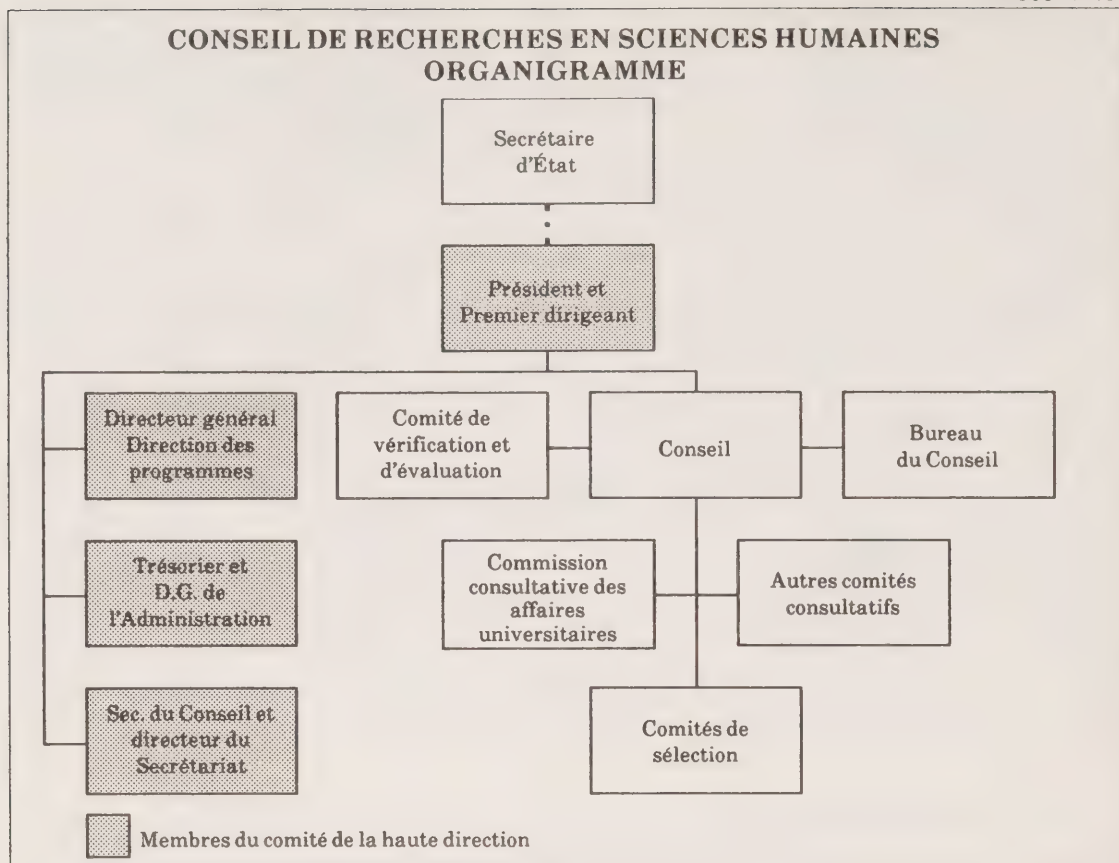 CONSEIL DE RECHERCHES EN SCIENCES HUMAINES
ORGANIGRAMME
Secrétaire
d'État
Président et
Premier dirigeant
Directeur général
Direction des
programmes
Comité de
vérification et
d'évaluation
Conseil
Bureau
du Conseil
Trésorier et
D.G. de
l'Administration
Commission
consultative des
affaires
universitaires
Autres comités
consultatifs
Sec. du Conseil et
directeur du
Secrétariat
Comités de
sélection
Membres du comité de la haute direction